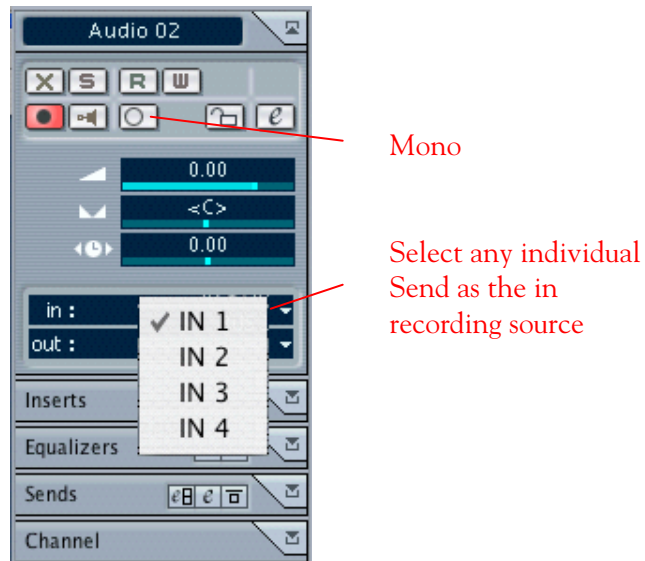 Audio 02
X S R W
e
Mono
0.00
<C>
0.00
Select any individual
Send as the in
recording source
in :
✓ IN 1
out :
IN 2
IN 3
IN 4
Inserts
Equalizers
Sends
e e
Channel